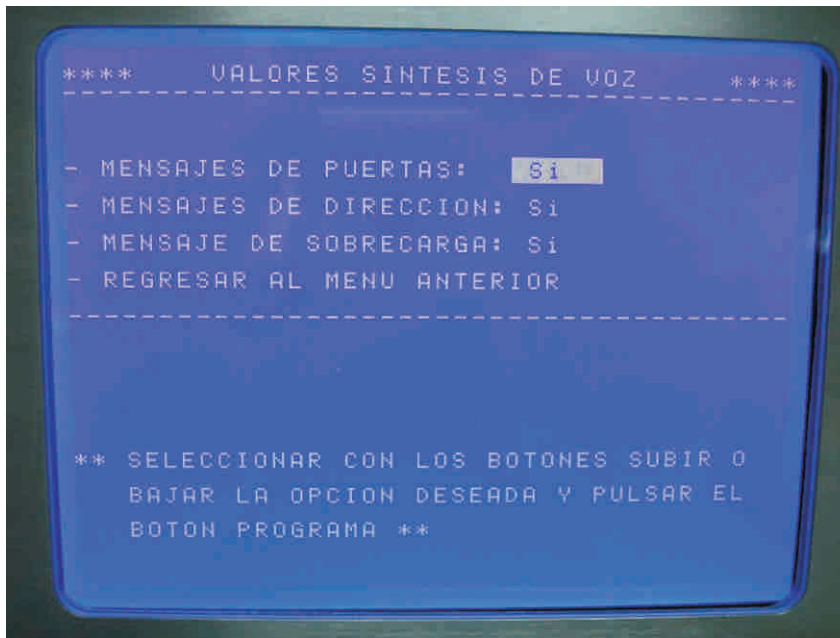 **** VALORES SINTESIS DE VOZ ****
- MENSAJES DE PUERTAS: Si
- MENSAJES DE DIRECCION: Si
- MENSAJE DE SOBRECARGA: Si
- REGRESAR AL MENU ANTERIOR
** SELECCIONAR CON LOS BOTONES SUBIR O
BAJAR LA OPCION DESEADA Y PULSAR EL
BOTON PROGRAMA **